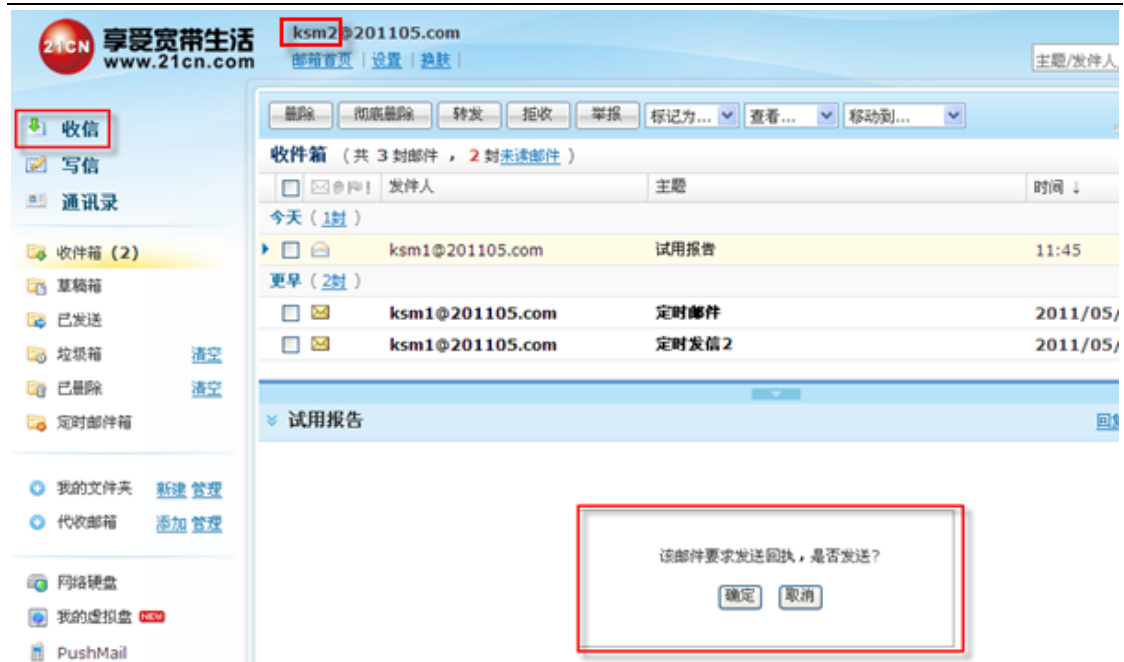 21CN 享受宽带生活
www.21cn.com
ksm2@201105.com
邮箱首页 | 设置 | 换肤 |
主题/发件人
收信
写信
通讯录
收件箱 (2)
草稿箱
已发送
垃圾箱 清空
已删除 清空
定时邮件箱
我的文件夹 新建 管理
代收邮箱 添加 管理
网络硬盘
我的虚拟盘 NEW
PushMail
删除 彻底删除 转发 拒收 举报 标记为... 查看... 移动到...
收件箱 (共 3 封邮件 , 2 封未读邮件 )
发件人 主题 时间 ↓
今天 ( 1封 )
ksm1@201105.com 试用报告 11:45
更早 ( 2封 )
ksm1@201105.com 定时邮件 2011/05/
ksm1@201105.com 定时发信2 2011/05/
试用报告 回复
该邮件要求发送回执，是否发送?
确定 取消